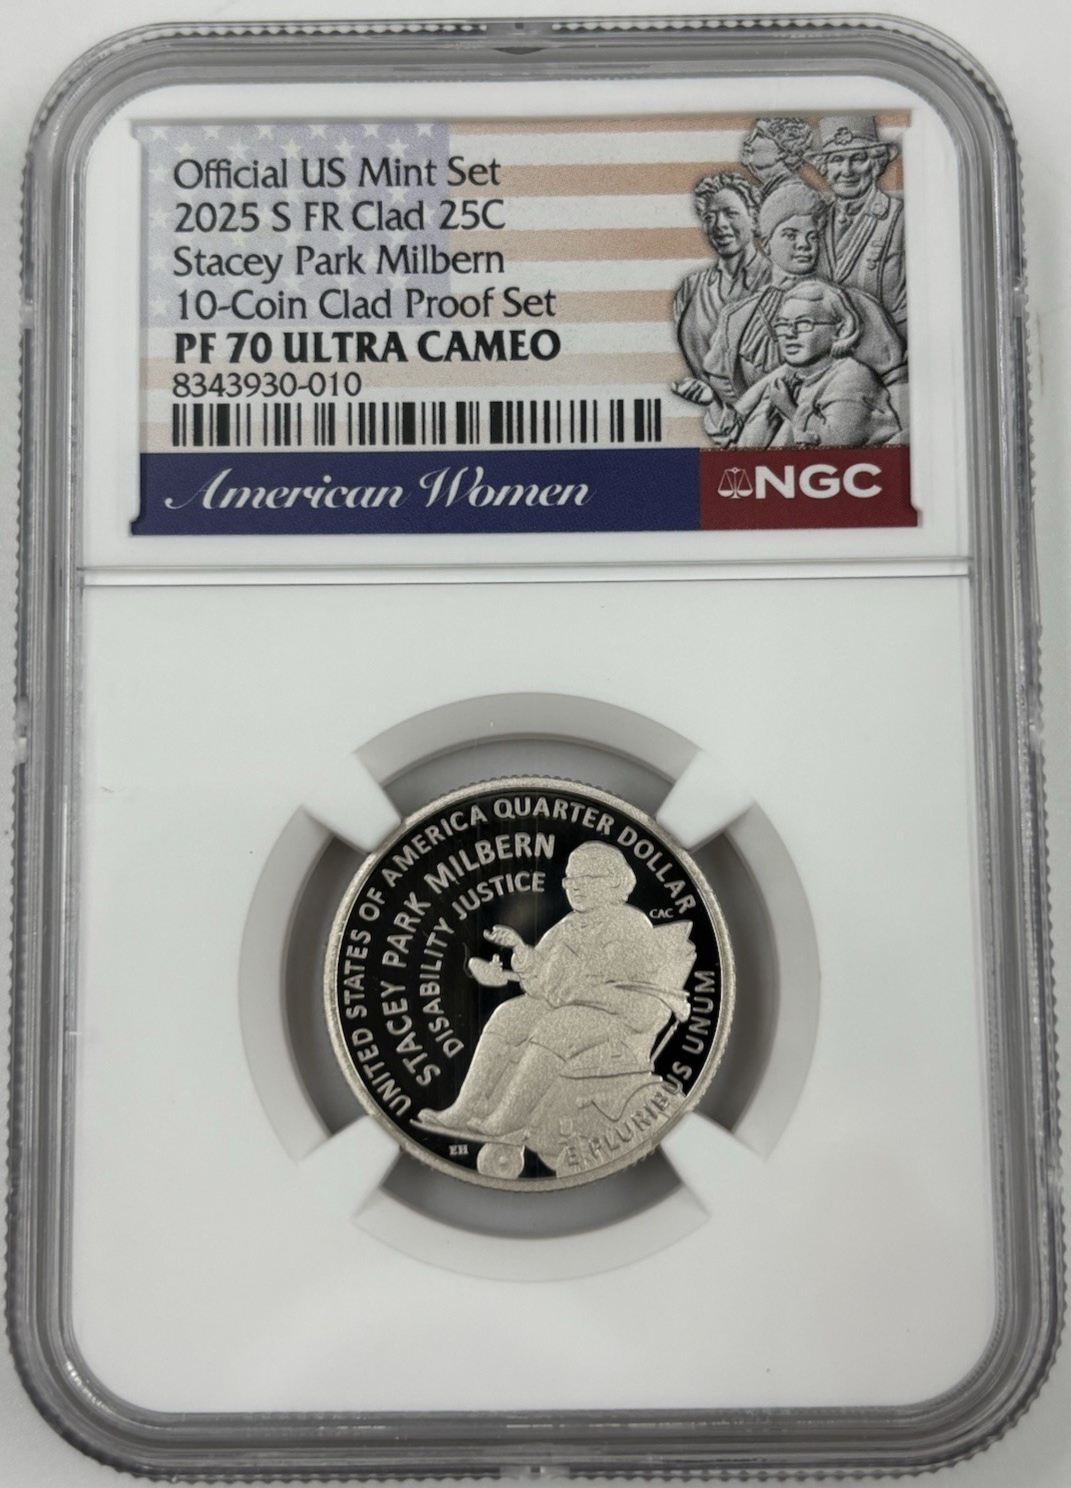 Official US Mint Set
2025 S FR Clad 25C
Stacey Park Milbern
10-Coin Clad Proof Set
PF 70 ULTRA CAMEO
8343930-010
American Women
NGC
UNITED STATES OF AMERICA QUARTER DOLLAR
STACEY PARK MILBERN
DISABILITY JUSTICE
CAC
E PLURIBUS UNUM
EH